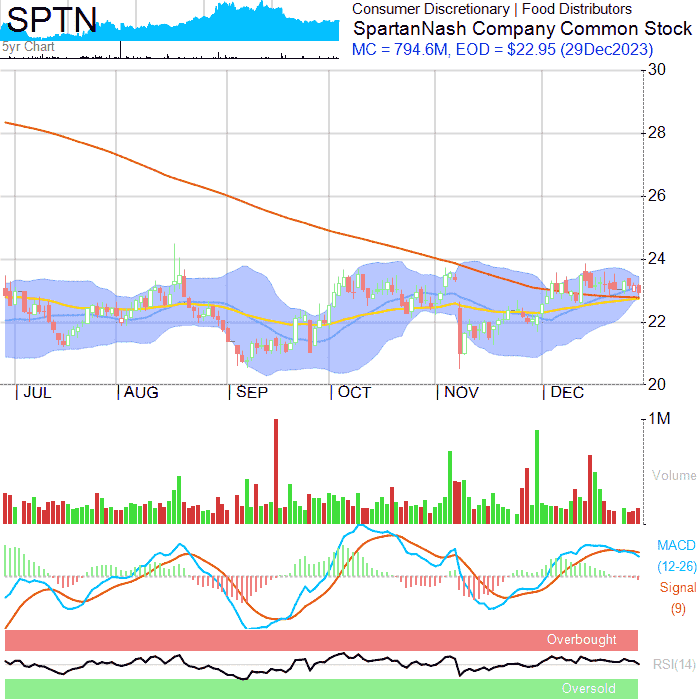 SPTN
5yr Chart
Consumer Discretionary | Food Distributors
SpartanNash Company Common Stock
MC = 794.6M, EOD = $22.95 (29Dec2023)
30
28
26
24
22
20
JUL AUG SEP OCT NOV DEC
1M
Volume
MACD
(12-26)
Signal
(9)
Overbought
RSI(14)
Oversold